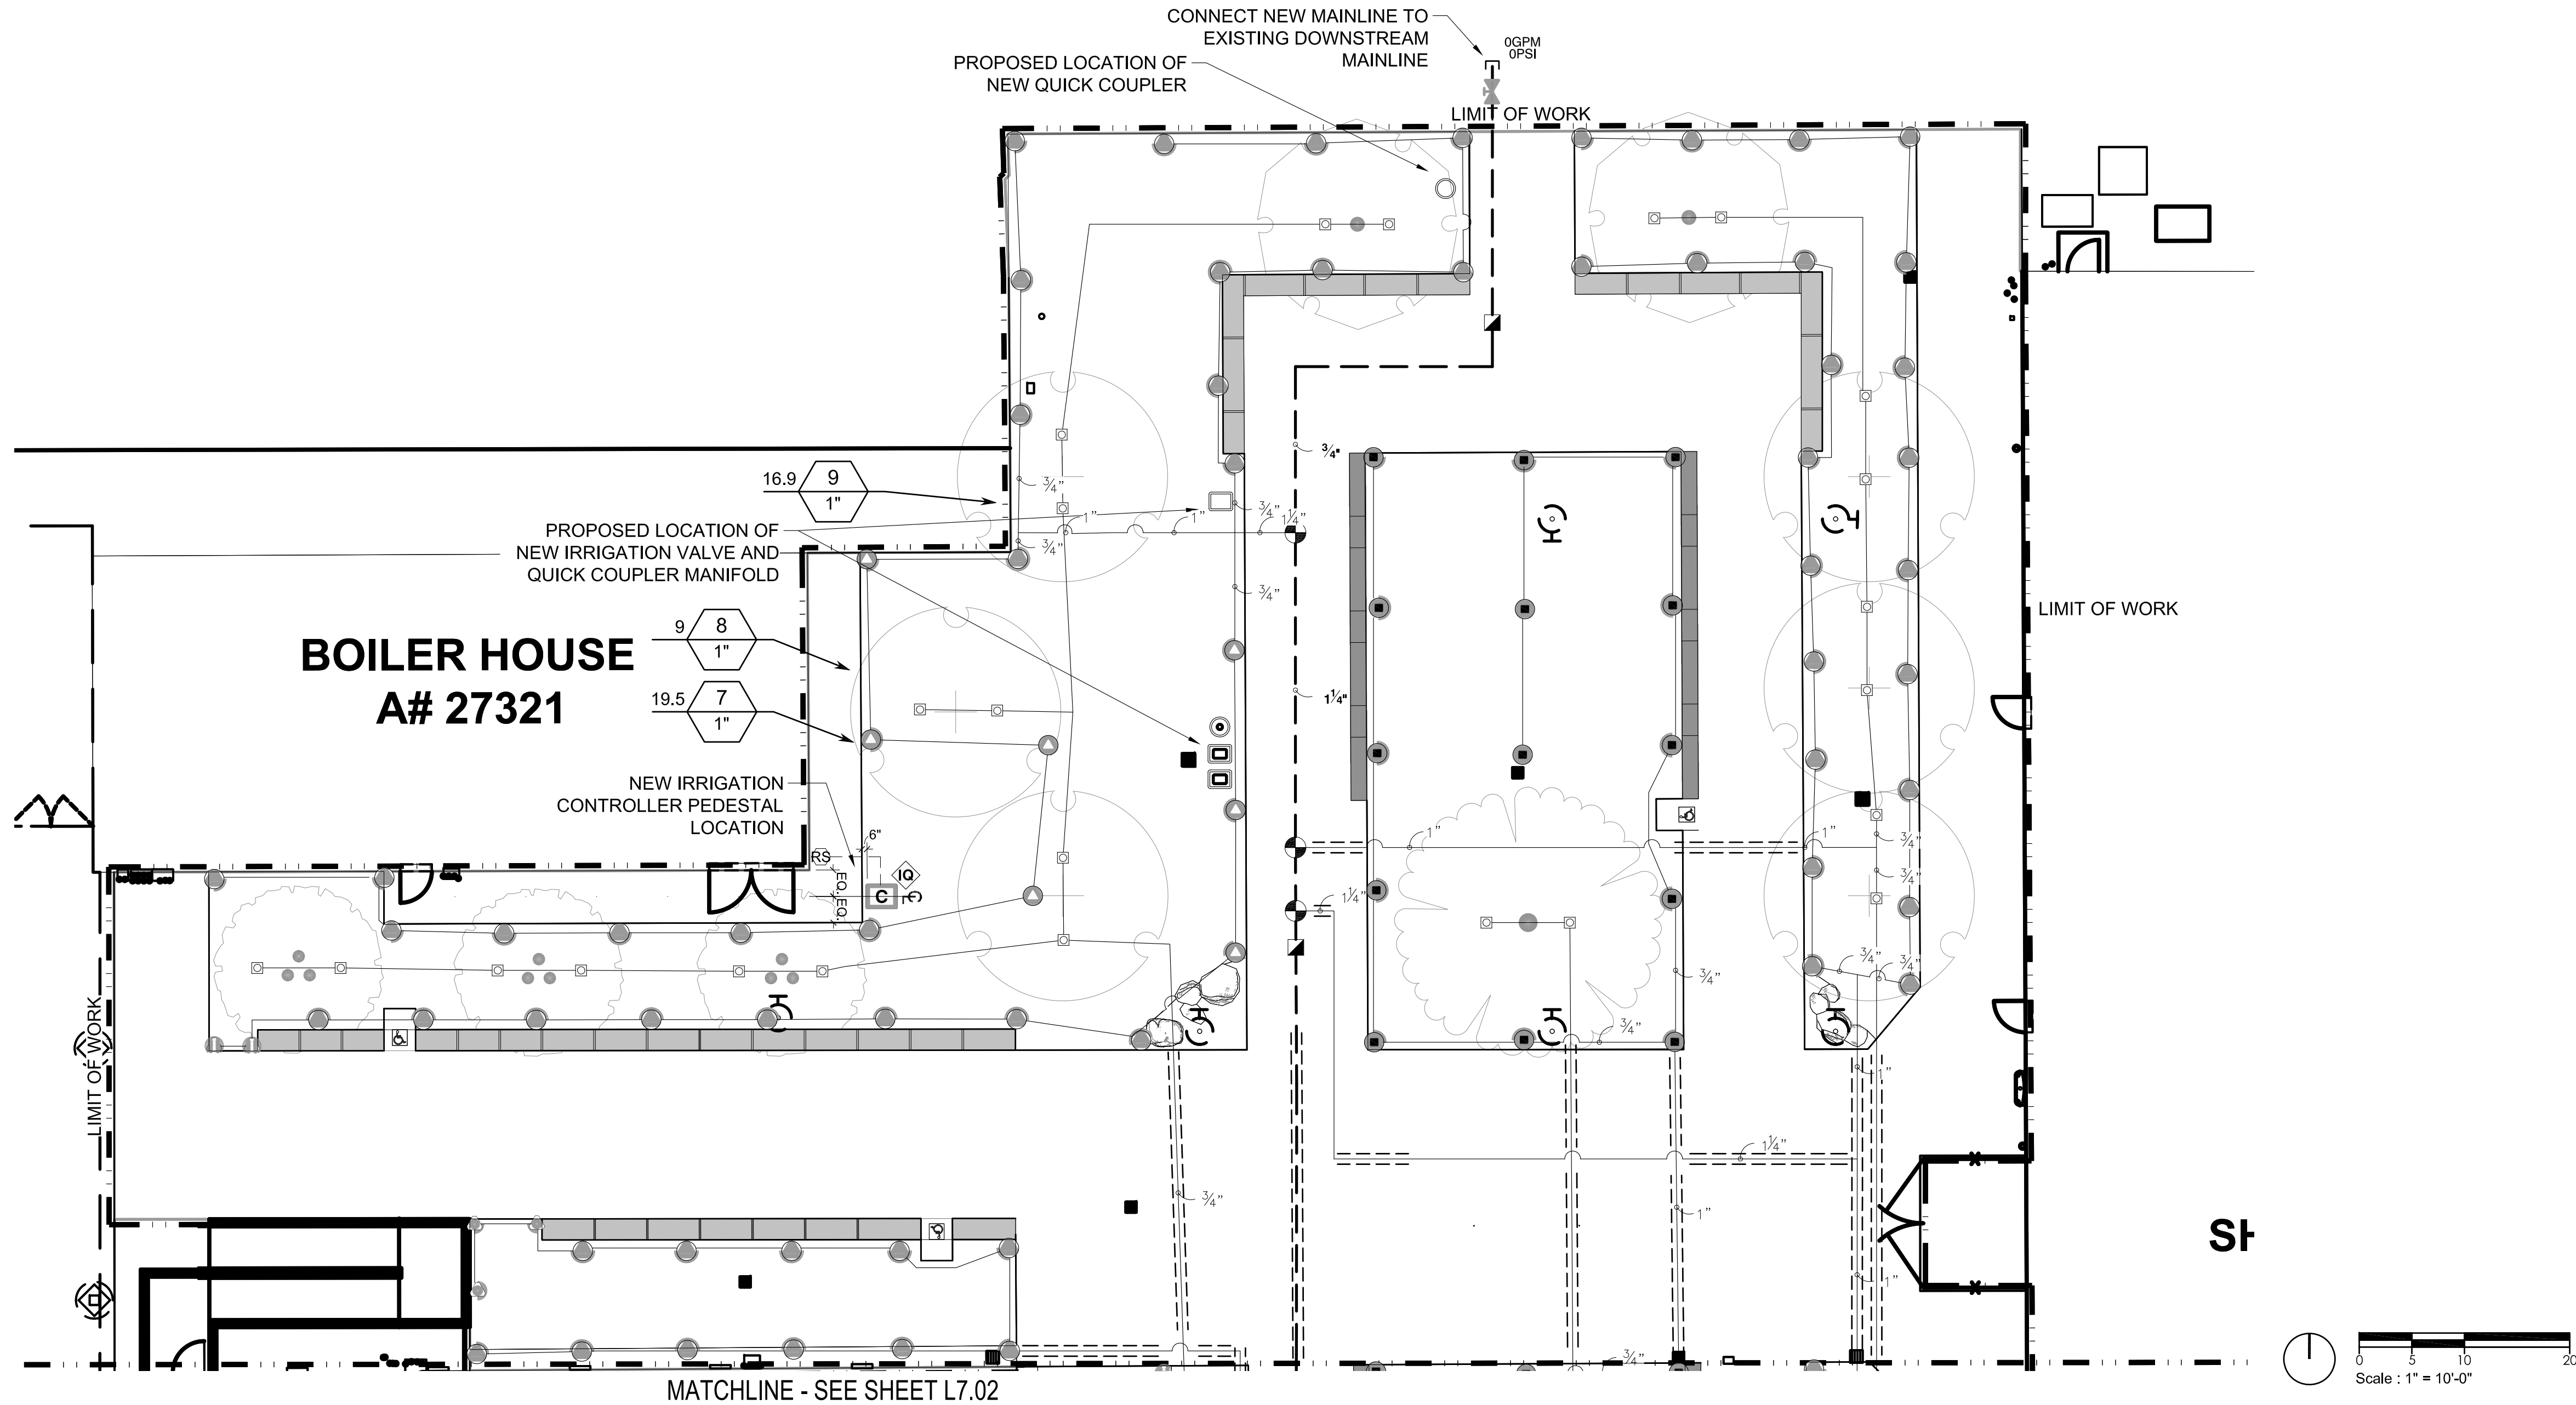 CONNECT NEW MAINLINE TO
EXISTING DOWNSTREAM
MAINLINE
0GPM
0PSI
PROPOSED LOCATION OF
NEW QUICK COUPLER
LIMIT OF WORK
¾"
16.9
9
1"
¾"
PROPOSED LOCATION OF
NEW IRRIGATION VALVE AND
QUICK COUPLER MANIFOLD
¾"
1"
1"
¾"
1¼"
¾"
BOILER HOUSE
A# 27321
9
8
1"
LIMIT OF WORK
19.5
7
1"
1¼"
NEW IRRIGATION
CONTROLLER PEDESTAL
LOCATION
6"
RS
IQ
C
EQ.
EQ.
1"
1"
¾"
¾"
1¼"
¾"
¾"
¾"
¾"
LIMIT OF WORK
1"
1¼"
¾"
1"
1"
SH
¾"
0
5
10
20
Scale : 1" = 10'-0"
MATCHLINE - SEE SHEET L7.02